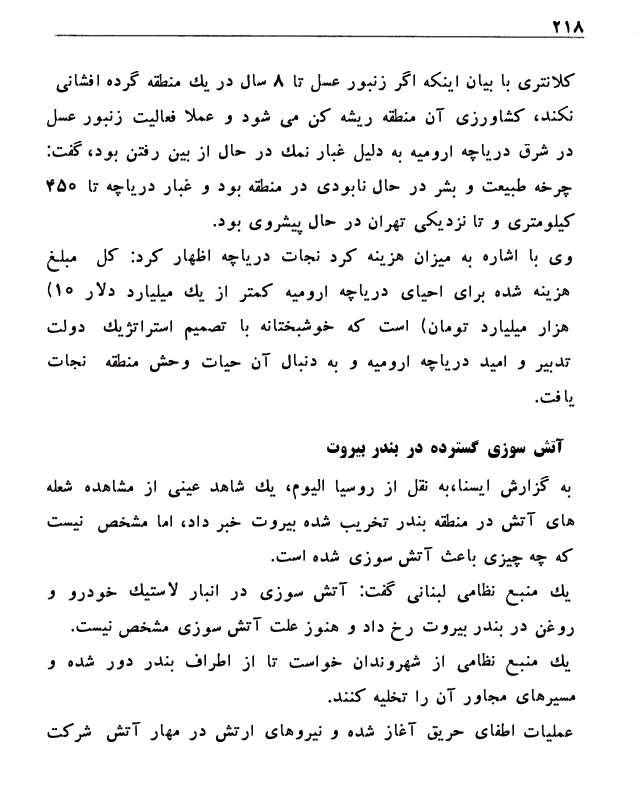 ۲۱۸
کلانتری با بیان اینکه اگر زنبور عسل تا ۸ سال در یك منطقه گرده افشانی
نکند، کشاورزی آن منطقه ریشه کن می شود و عملا فعالیت زنبور عسل
در شرق دریاچه ارومیه به دلیل غبار نمك در حال از بین رفتن بود، گفت:
چرخه طبیعت و بشر در حال نابودی در منطقه بود و غبار دریاچه تا ۴۵۰
کیلومتری و تا نزدیکی تهران در حال پیشروی بود.
وی با اشاره به میزان هزینه کرد نجات دریاچه اظهار کرد: کل مبلغ
هزینه شده برای احیای دریاچه ارومیه کمتر از یك میلیارد دلار ۱۰)
هزار میلیارد تومان) است که خوشبختانه با تصمیم استراتژیك دولت
تدبیر و امید دریاچه ارومیه و به دنبال آن حیات وحش منطقه نجات
یافت.
آتش سوزی گسترده در بندر بیروت
به گزارش ایسنا،به نقل از روسیا الیوم، یك شاهد عینی از مشاهده شعله
های آتش در منطقه بندر تخریب شده بیروت خبر داد، اما مشخص نیست
که چه چیزی باعث آتش سوزی شده است.
یك منبع نظامی لبنانی گفت: آتش سوزی در انبار لاستیك خودرو و
روغن در بندر بیروت رخ داد و هنوز علت آتش سوزی مشخص نیست.
یك منبع نظامی از شهروندان خواست تا از اطراف بندر دور شده و
مسیرهای مجاور آن را تخلیه کنند.
عملیات اطفای حریق آغاز شده و نیروهای ارتش در مهار آتش شرکت